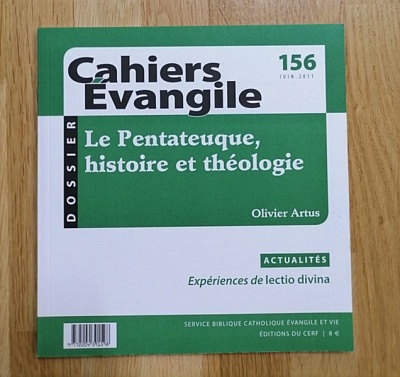 Cahiers
Évangile
156
JUIN 2011
DOSSIER
Le Pentateuque,
histoire et théologie
Olivier Artus
ACTUALITÉS
Expériences de lectio divina
SERVICE BIBLIQUE CATHOLIQUE ÉVANGILE ET VIE
ÉDITIONS DU CERF | 8 €